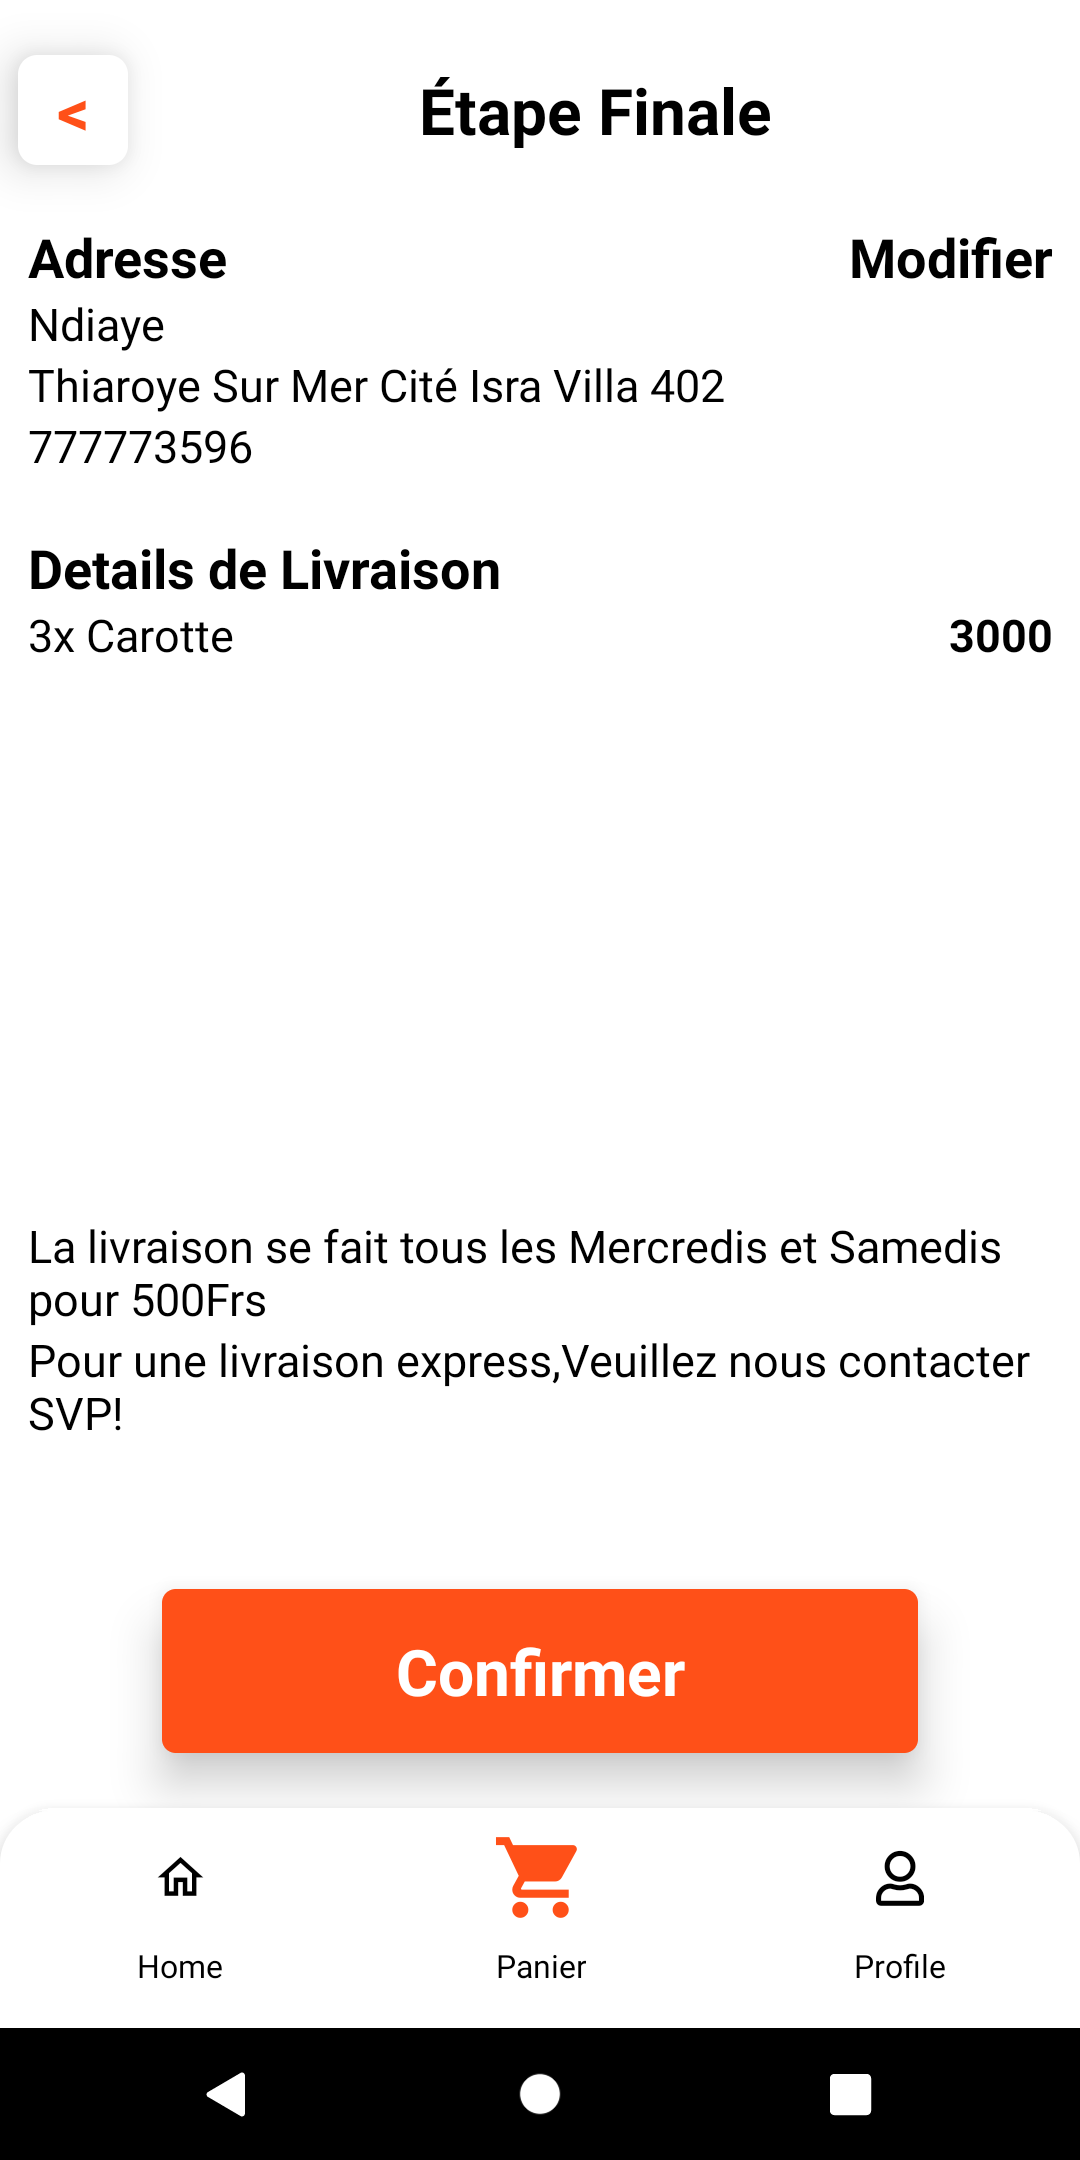 <
Étape Finale
Adresse Modifier
Ndiaye
Thiaroye Sur Mer Cité Isra Villa 402
777773596
Details de Livraison
3x Carotte 3000
La livraison se fait tous les Mercredis et Samedis
pour 500Frs
Pour une livraison express,Veuillez nous contacter
SVP!
Confirmer
Home Panier Profile